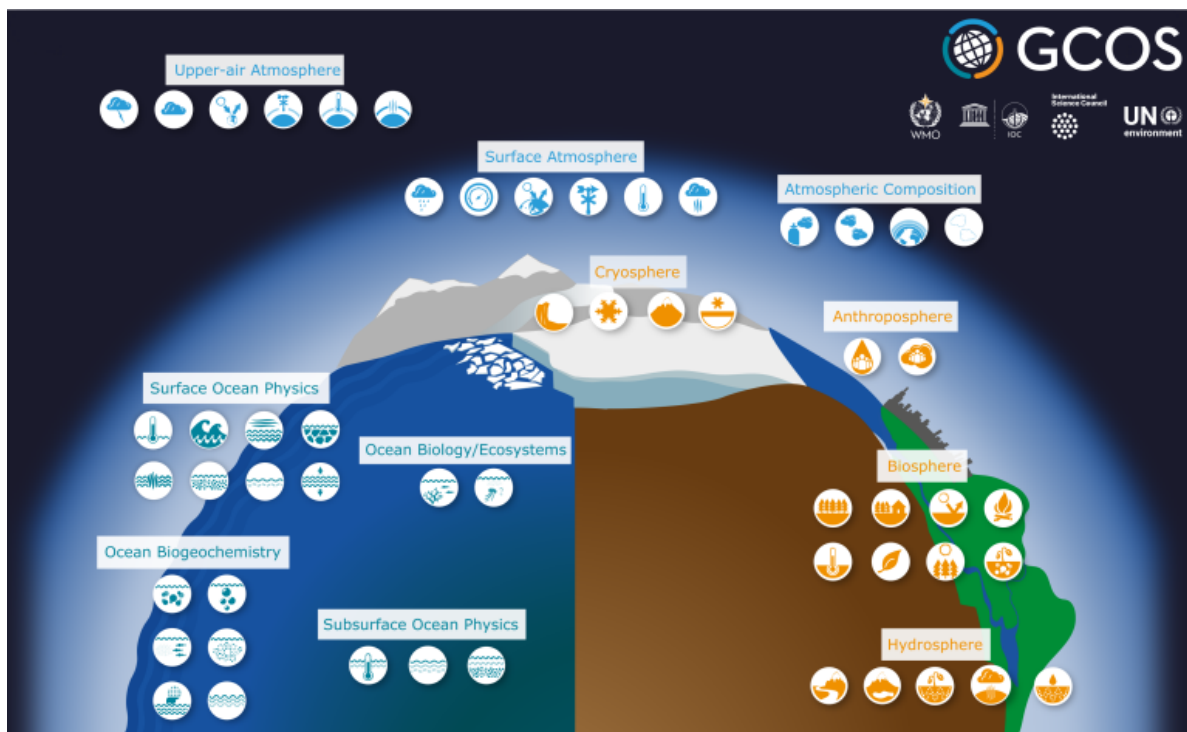 GCOS
Upper-air Atmosphere
International
Science Council
WMO
IOC
UN
environment
Surface Atmosphere
Atmospheric Composition
Cryosphere
Anthroposphere
Surface Ocean Physics
Ocean Biology/Ecosystems
Biosphere
Ocean Biogeochemistry
Subsurface Ocean Physics
Hydrosphere